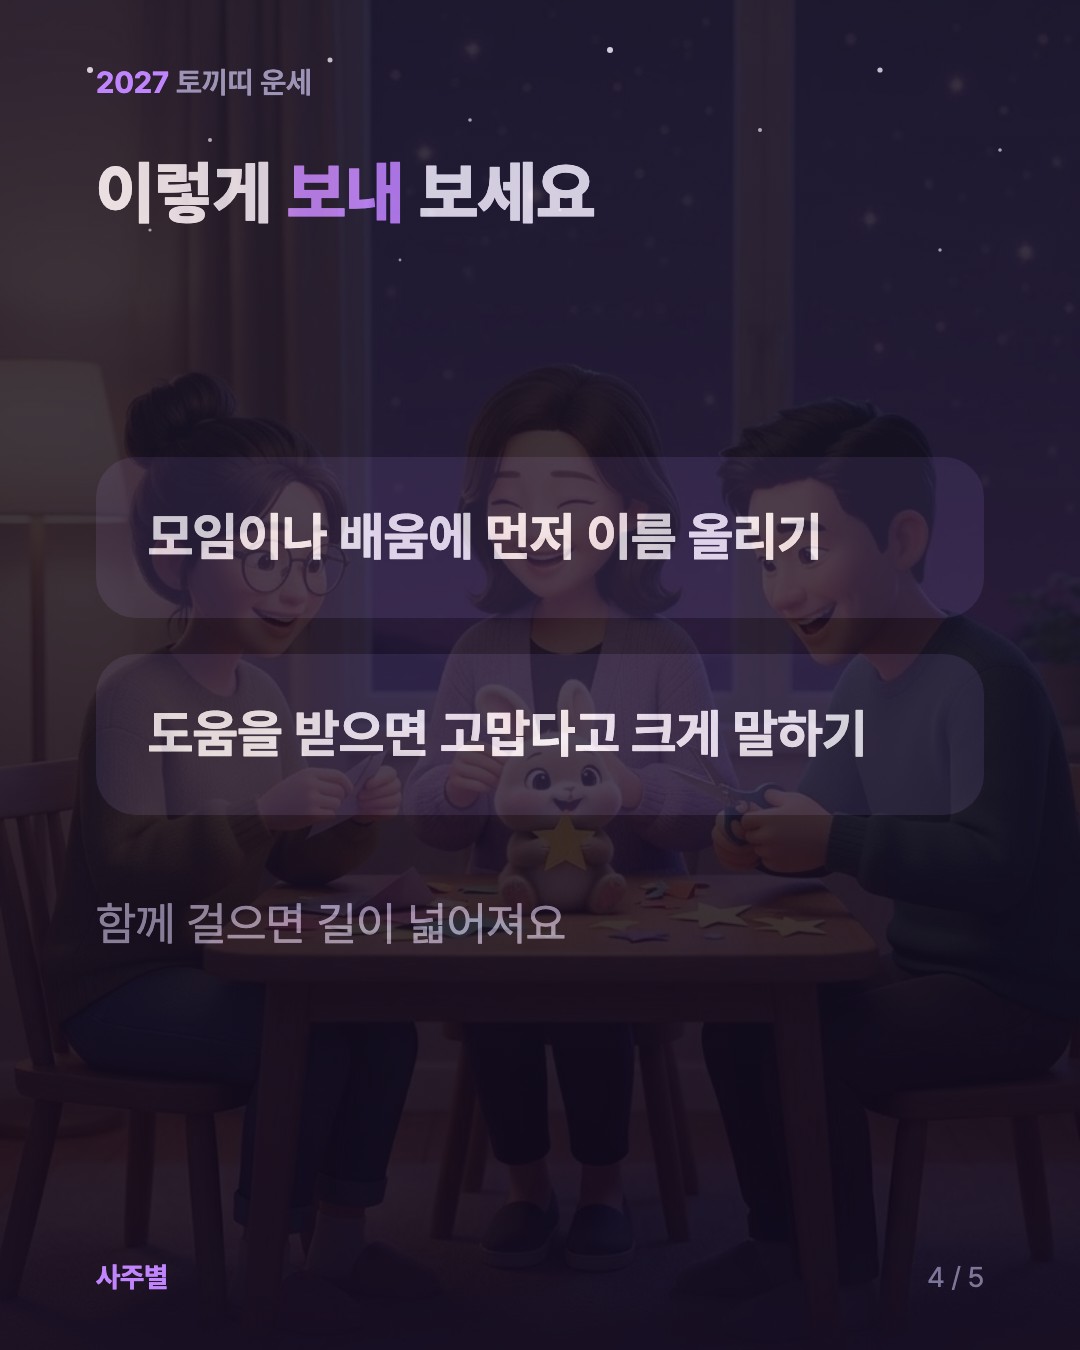 2027 토끼띠 운세
이렇게 보내 보세요
모임이나 배움에 먼저 이름 올리기
도움을 받으면 고맙다고 크게 말하기
함께 걸으면 길이 넓어져요
사주별
4 / 5